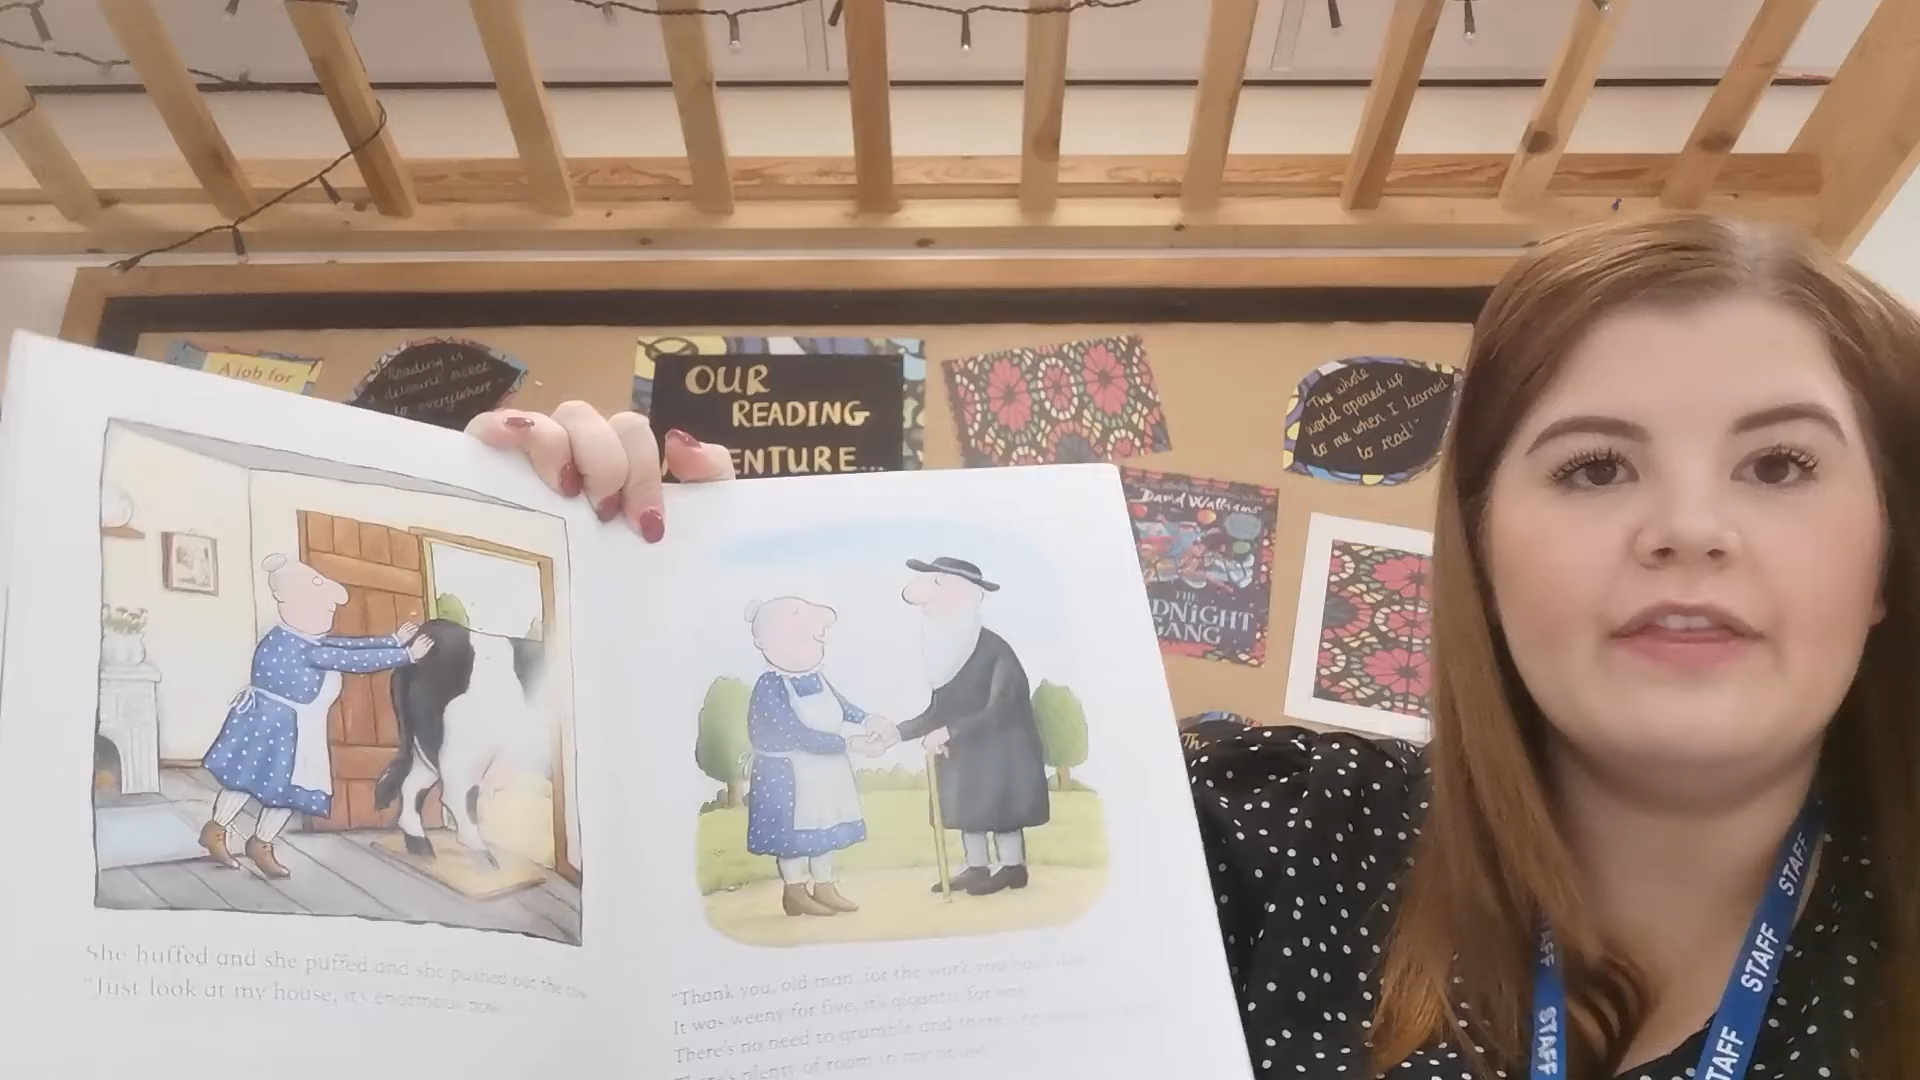 A job for
Reading is
to everywhere"
OUR
READING
ENTURE...
"The whole
world opened up
to me when I learned
to read!"
David Walliams
THE
DNIGHT
GANG
The
She huffed and she puffed and she pushed out the cow
"Just look at my house, it's enormous now
"Thank you, old man, for the work you have
It was weeny for five, it's gigantic for one
There's no need to grumble and there's
There's plenty of room in my house
STAFF
STAFF
TAFF
STAFF